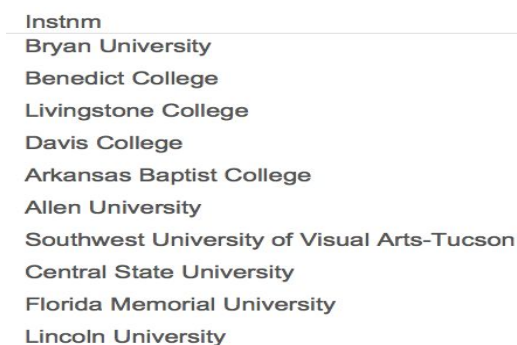 Instnm
Bryan University
Benedict College
Livingstone College
Davis College
Arkansas Baptist College
Allen University
Southwest University of Visual Arts-Tucson
Central State University
Florida Memorial University
Lincoln University